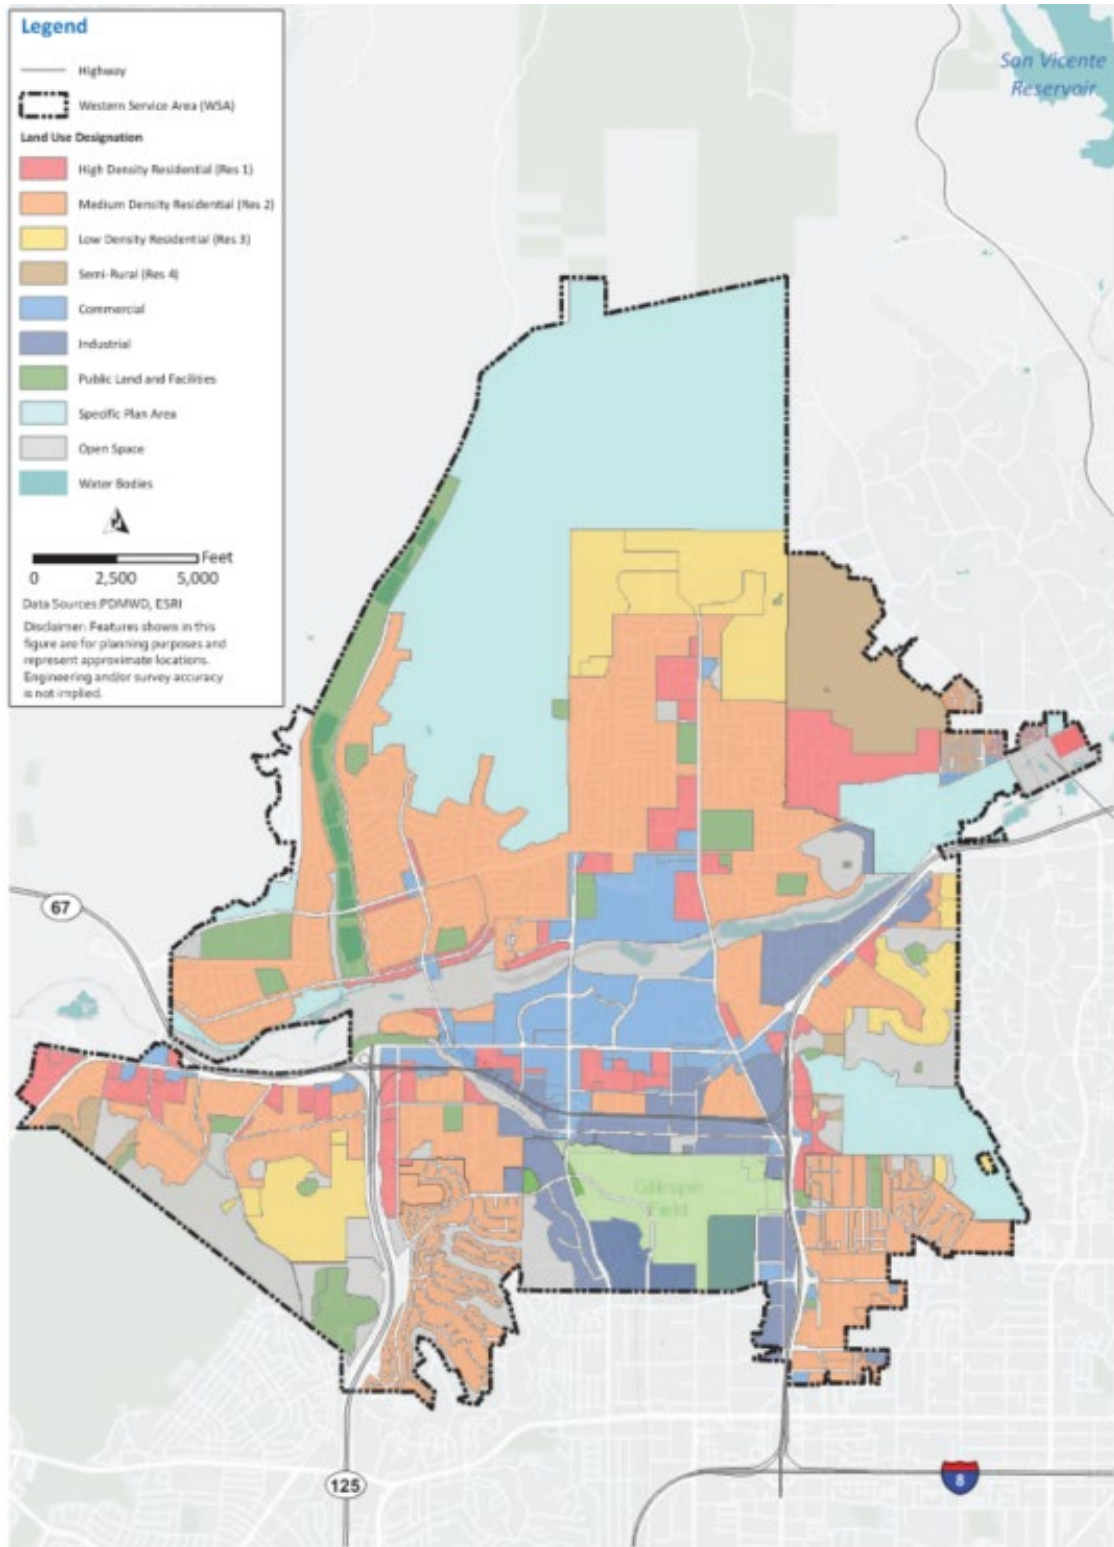 Legend
Highway
Western Service Area (WSA)
Land Use Designation
High Density Residential (Res 1)
Medium Density Residential (Res 2)
Low Density Residential (Res 3)
Semi-Rural (Res 4)
Commercial
Industrial
Public Land and Facilities
Specific Plan Area
Open Space
Water Bodies
Feet
0 2,500 5,000
Data Sources:PDMWD, ESRI
Disclaimer: Features shown in this
figure are for planning purposes and
represent approximate locations.
Engineering and/or survey accuracy
is not implied.
San Vicente
Reservoir
67
Gillespie
Field
125
8